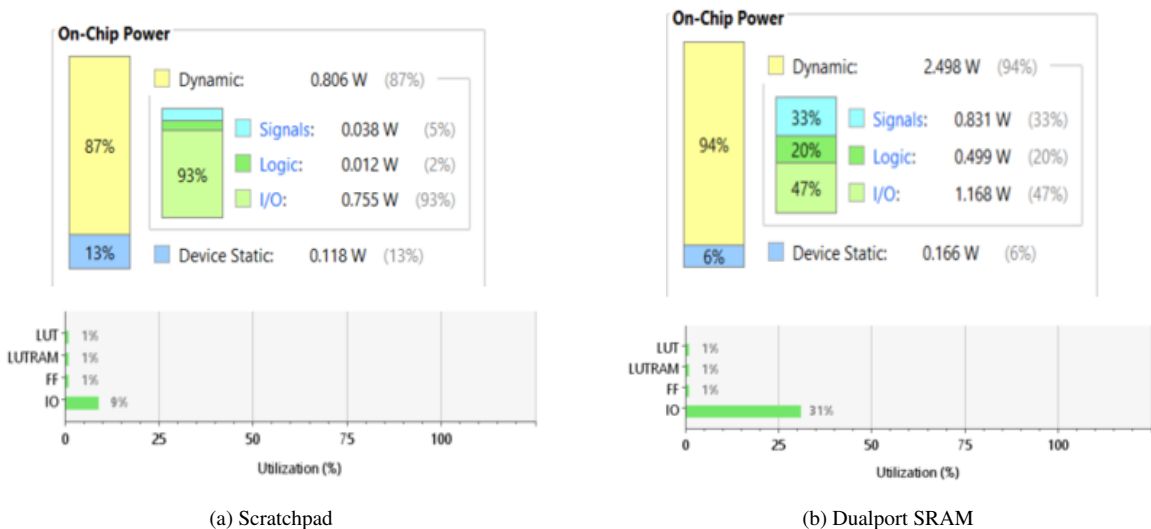 On-Chip Power
87%
13%
Dynamic: 0.806 W (87%)
93%
Signals: 0.038 W (5%)
Logic: 0.012 W (2%)
I/O: 0.755 W (93%)
Device Static: 0.118 W (13%)
LUT 1%
LUTRAM 1%
FF 1%
IO 9%
0 25 50 75 100
Utilization (%)
(a) Scratchpad
On-Chip Power
94%
6%
Dynamic: 2.498 W (94%)
33%
20%
47%
Signals: 0.831 W (33%)
Logic: 0.499 W (20%)
I/O: 1.168 W (47%)
Device Static: 0.166 W (6%)
LUT 1%
LUTRAM 1%
FF 1%
IO 31%
0 25 50 75 100
Utilization (%)
(b) Dualport SRAM